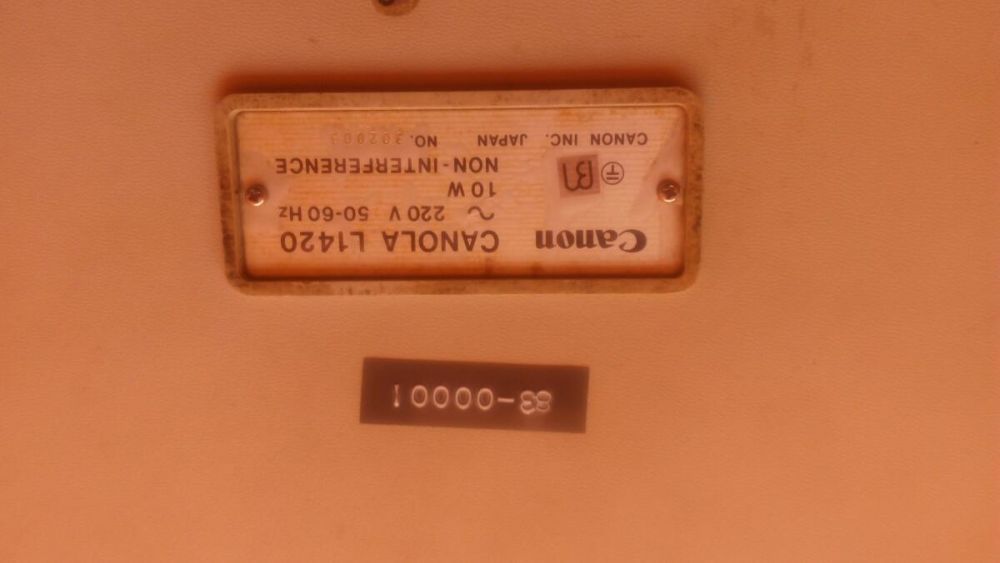 Canon CANOLA L1420
~ 220 V 50-60 Hz
10 W
NON-INTERFERENCE
CANON INC. JAPAN NO.
83-00001